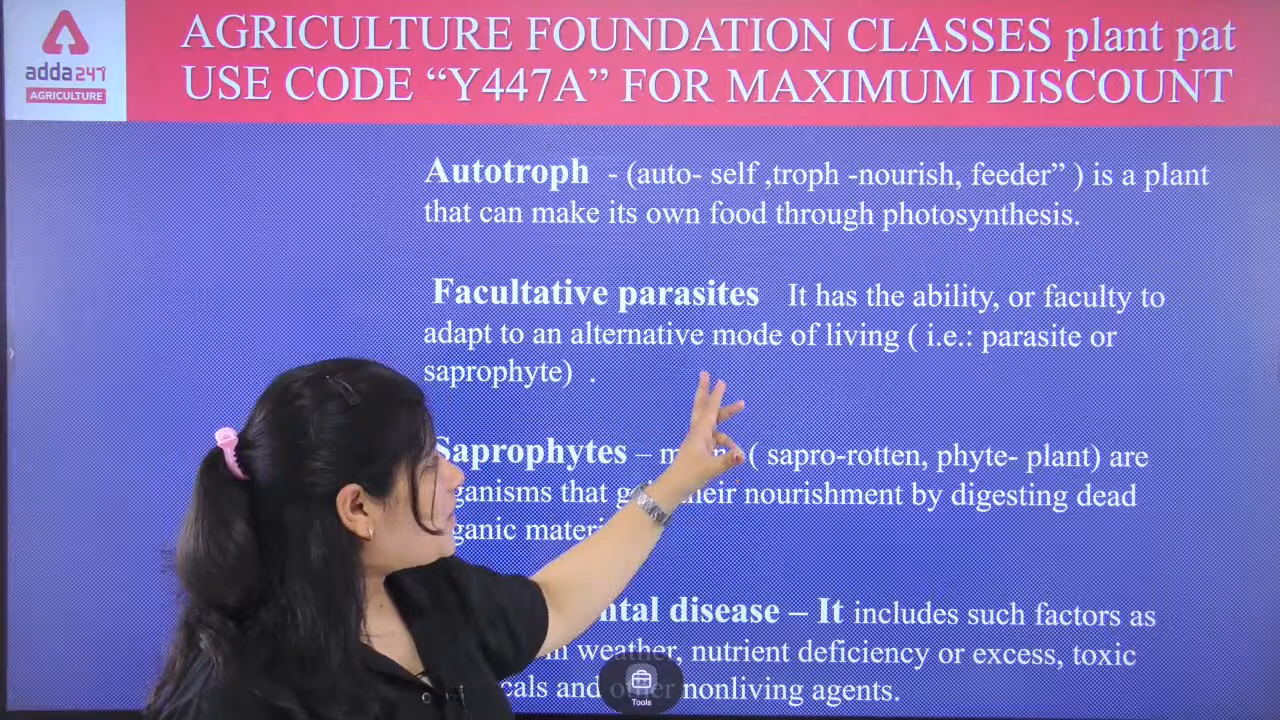 AGRICULTURE FOUNDATION CLASSES plant pat
USE CODE “Y447A” FOR MAXIMUM DISCOUNT
adda247
AGRICULTURE
Autotroph - (auto- self ,troph -nourish, feeder” ) is a plant
that can make its own food through photosynthesis.
Facultative parasites It has the ability, or faculty to
adapt to an alternative mode of living ( i.e.: parasite or
saprophyte) .
Saprophytes – ( sapro-rotten, phyte- plant) are
that their nourishment by digesting dead
disease – It includes such factors as
weather, nutrient deficiency or excess, toxic
and nonliving agents.
Tools